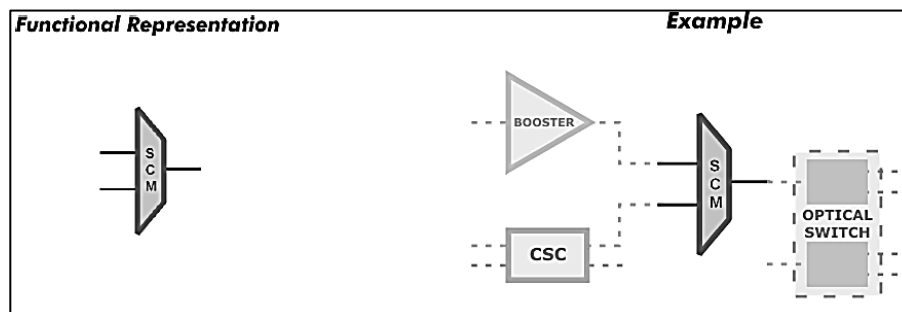 Functional Representation
Example
S
C
M
BOOSTER
S
C
M
CSC
OPTICAL
SWITCH